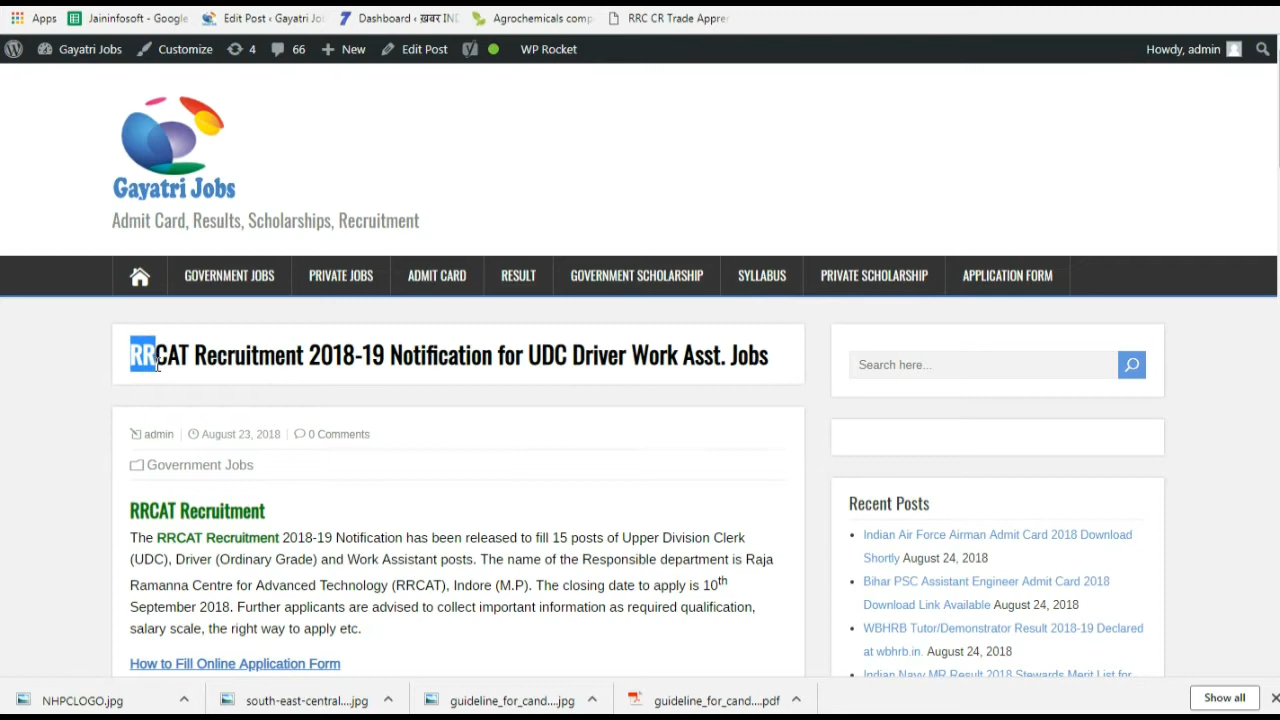 Apps Jaininfosoft - Google Edit Post ‹ Gayatri Jo Dashboard ‹ ख़बर IND Agrochemicals comp RRC CR Trade Appre
Gayatri Jobs Customize 4 66 New Edit Post WP Rocket Howdy, admin
Gayatri Jobs
Admit Card, Results, Scholarships, Recruitment
GOVERNMENT JOBS PRIVATE JOBS ADMIT CARD RESULT GOVERNMENT SCHOLARSHIP SYLLABUS PRIVATE SCHOLARSHIP APPLICATION FORM
RRCAT Recruitment 2018-19 Notification for UDC Driver Work Asst. Jobs
Search here...
admin August 23, 2018 0 Comments
Government Jobs
RRCAT Recruitment
The RRCAT Recruitment 2018-19 Notification has been released to fill 15 posts of Upper Division Clerk
(UDC), Driver (Ordinary Grade) and Work Assistant posts. The name of the Responsible department is Raja
Ramanna Centre for Advanced Technology (RRCAT), Indore (M.P). The closing date to apply is 10th
September 2018. Further applicants are advised to collect important information as required qualification,
salary scale, the right way to apply etc.
How to Fill Online Application Form
Recent Posts
Indian Air Force Airman Admit Card 2018 Download
Shortly August 24, 2018
Bihar PSC Assistant Engineer Admit Card 2018
Download Link Available August 24, 2018
WBHRB Tutor/Demonstrator Result 2018-19 Declared
at wbhrb.in. August 24, 2018
Indian Navy MR Result 2018 Stewards Merit List for
NHPCLOGO.jpg south-east-central....jpg guideline_for_cand....jpg guideline_for_cand....pdf Show all